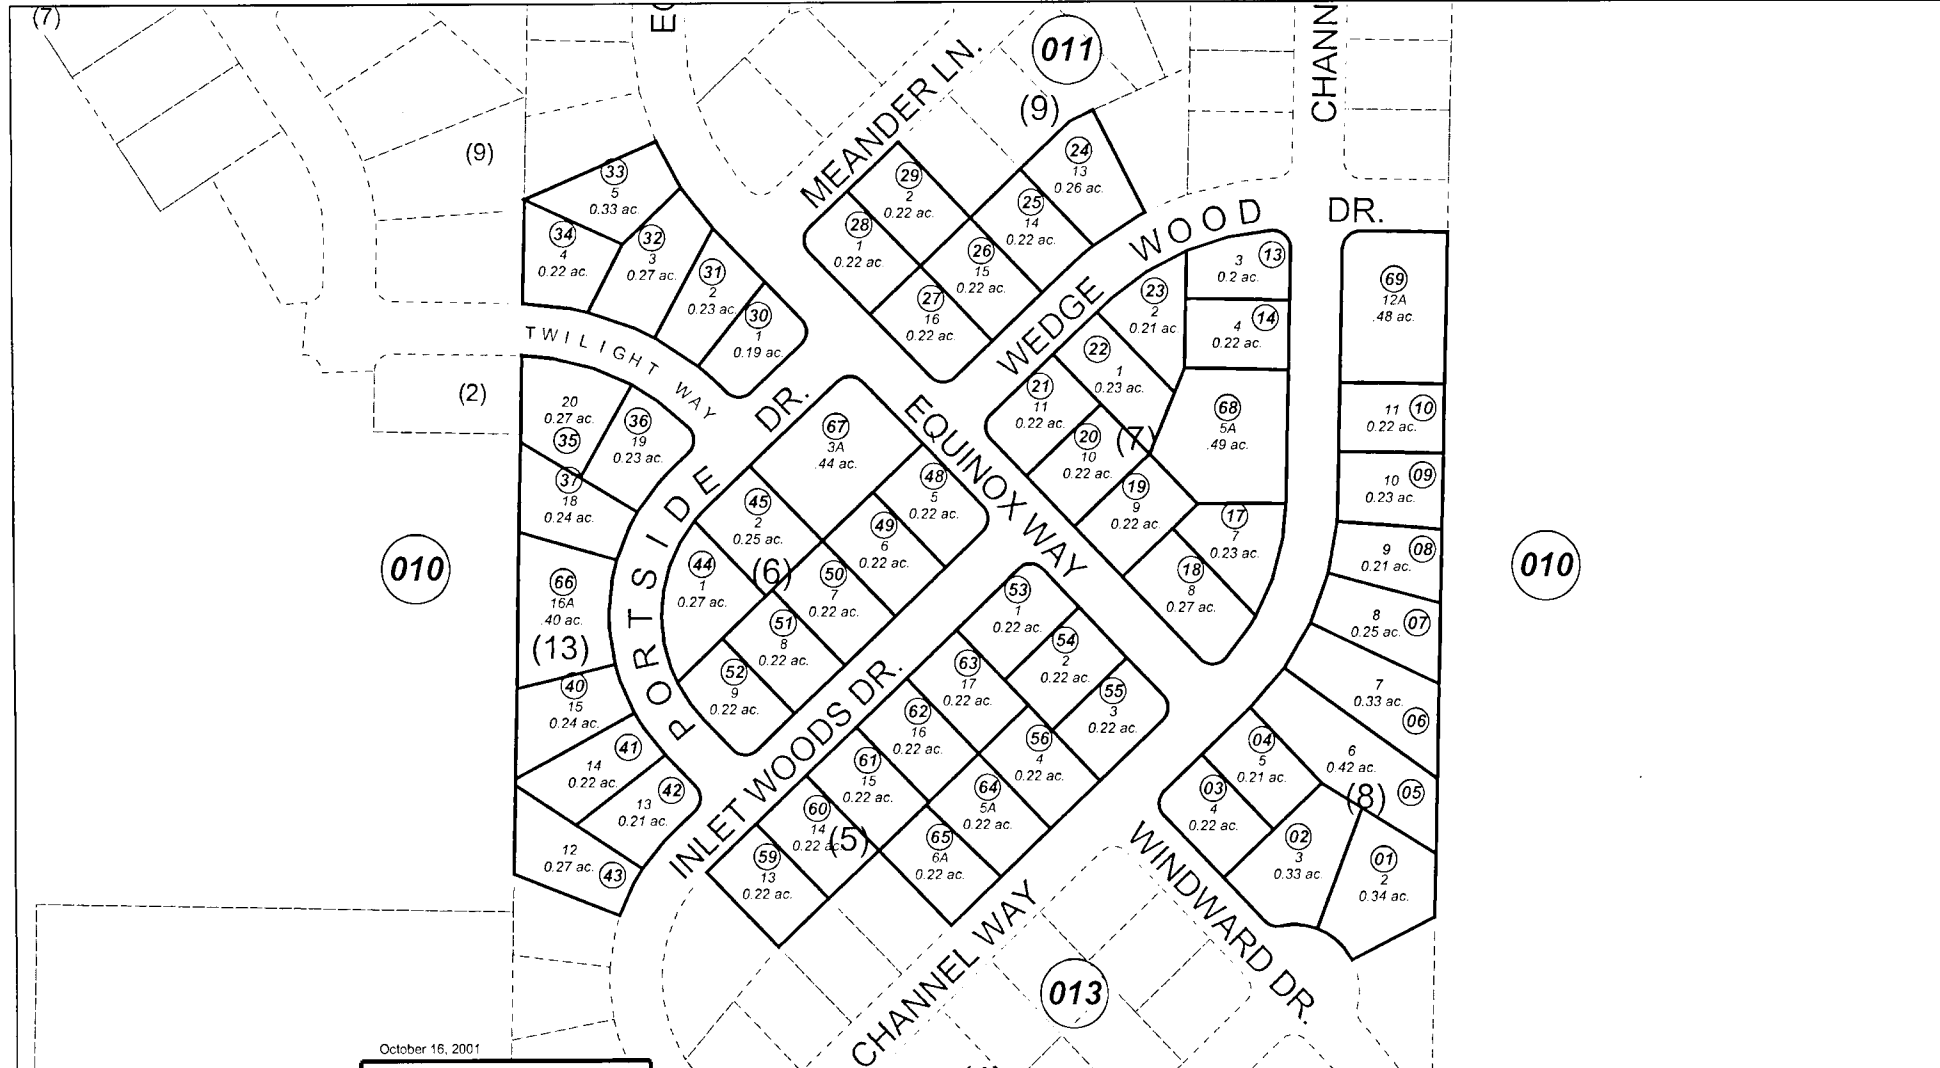 (7)
EQ
CHANN
011
MEANDER LN.
(9)
(9)
24
13
0.26 ac.
33
5
0.33 ac.
29
2
0.22 ac.
25
14
0.22 ac.
WEDGE WOOD DR.
34
4
0.22 ac.
32
3
0.27 ac.
28
1
0.22 ac.
26
15
0.22 ac.
13
3
0.2 ac.
31
2
0.23 ac.
27
16
0.22 ac.
23
2
0.21 ac.
14
4
0.22 ac.
69
12A
.48 ac.
30
1
0.19 ac.
TWILIGHT WAY
22
1
0.23 ac.
(2)
21
11
0.22 ac.
68
5A
.49 ac.
11
10
0.22 ac.
20
0.27 ac.
35
36
19
0.23 ac.
PORTSIDE DR.
67
3A
.44 ac.
EQUINOX WAY
20
10
0.22 ac.
(7)
37
18
0.24 ac.
45
2
0.25 ac.
48
5
0.22 ac.
19
9
0.22 ac.
10
09
0.23 ac.
49
6
0.22 ac.
17
7
0.23 ac.
010
66
16A
.40 ac.
(13)
44
1
0.27 ac.
(6)
50
7
0.22 ac.
53
1
0.22 ac.
18
8
0.27 ac.
9
08
0.21 ac.
010
51
8
0.22 ac.
54
2
0.22 ac.
8
07
0.25 ac.
40
15
0.24 ac.
52
9
0.22 ac.
INLET WOODS DR.
63
17
0.22 ac.
55
3
0.22 ac.
7
0.33 ac.
06
41
14
0.22 ac.
62
16
0.22 ac.
56
4
0.22 ac.
04
5
0.21 ac.
6
0.42 ac.
05
(8)
42
13
0.21 ac.
61
15
0.22 ac.
64
5A
0.22 ac.
03
4
0.22 ac.
60
14
0.22 ac.
(5)
65
6A
0.22 ac.
02
3
0.33 ac.
12
0.27 ac.
43
59
13
0.22 ac.
WINDWARD DR.
01
2
0.34 ac.
CHANNEL WAY
013
October 16, 2001